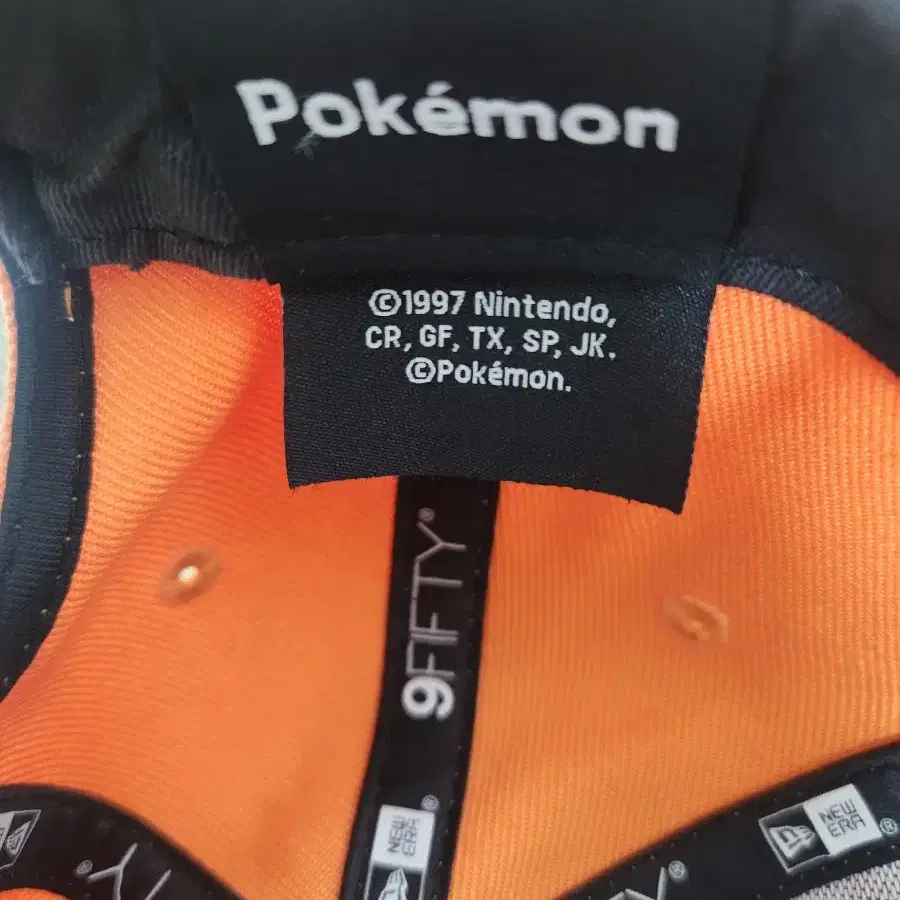 Pokémon
©1997 Nintendo,
CR, GF, TX, SP, JK.
©Pokémon.
9FIFTY®
NEW
ERA®
NEW
ERA®